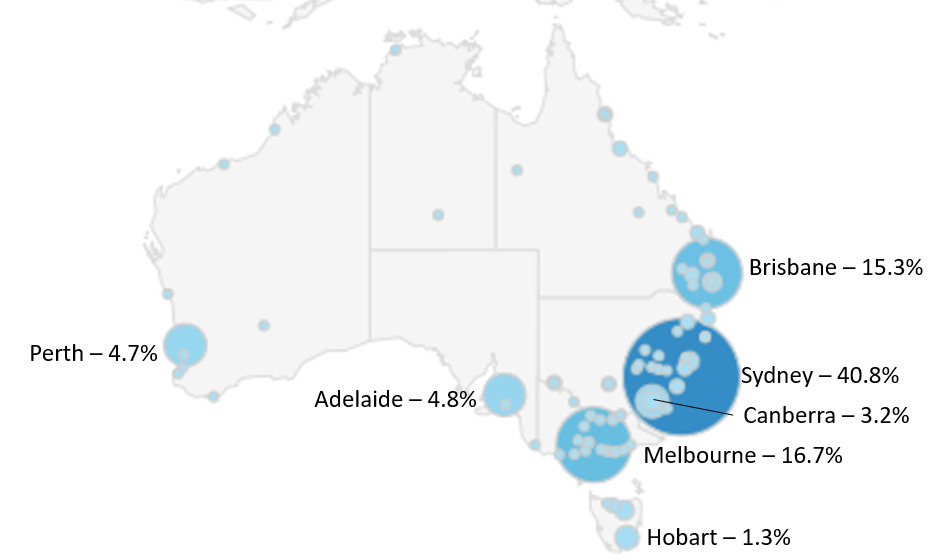 Brisbane – 15.3%
Perth – 4.7%
Sydney – 40.8%
Adelaide – 4.8%
Canberra – 3.2%
Melbourne – 16.7%
Hobart – 1.3%